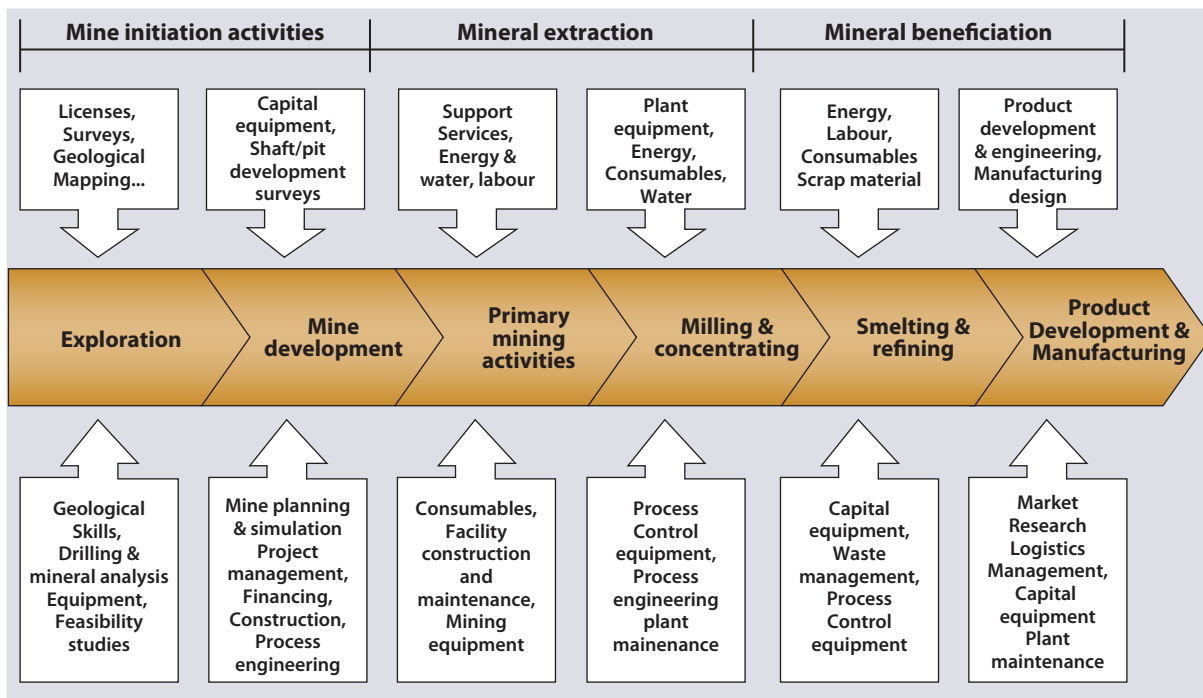 Mine initiation activities
Mineral extraction
Mineral beneficiation
Licenses,
Surveys,
Geological
Mapping...
Capital
equipment,
Shaft/pit
development
surveys
Support
Services,
Energy &
water, labour
Plant
equipment,
Energy,
Consumables,
Water
Energy,
Labour,
Consumables
Scrap material
Product
development
& engineering,
Manufacturing
design
Exploration
Mine
development
Primary
mining
activities
Milling &
concentrating
Smelting &
refining
Product
Development &
Manufacturing
Geological
Skills,
Drilling &
mineral analysis
Equipment,
Feasibility
studies
Mine planning
& simulation
Project
management,
Financing,
Construction,
Process
engineering
Consumables,
Facility
construction
and
maintenance,
Mining
equipment
Process
Control
equipment,
Process
engineering
plant
mainenance
Capital
equipment,
Waste
management,
Process
Control
equipment
Market
Research
Logistics
Management,
Capital
equipment
Plant
maintenance